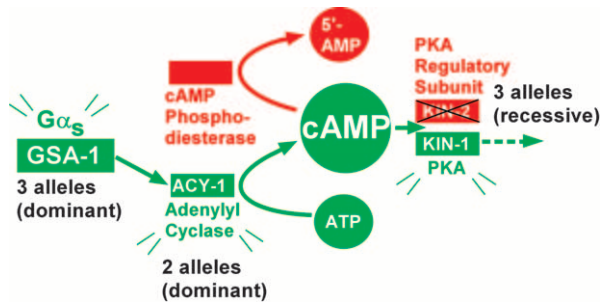 5'-
AMP
cAMP
Phospho-
diesterase
PKA
Regulatory
Subunit
KIN-2
3 alleles
(recessive)
Gαs
GSA-1
3 alleles
(dominant)
cAMP
KIN-1
PKA
ACY-1
Adenylyl
Cyclase
ATP
2 alleles
(dominant)